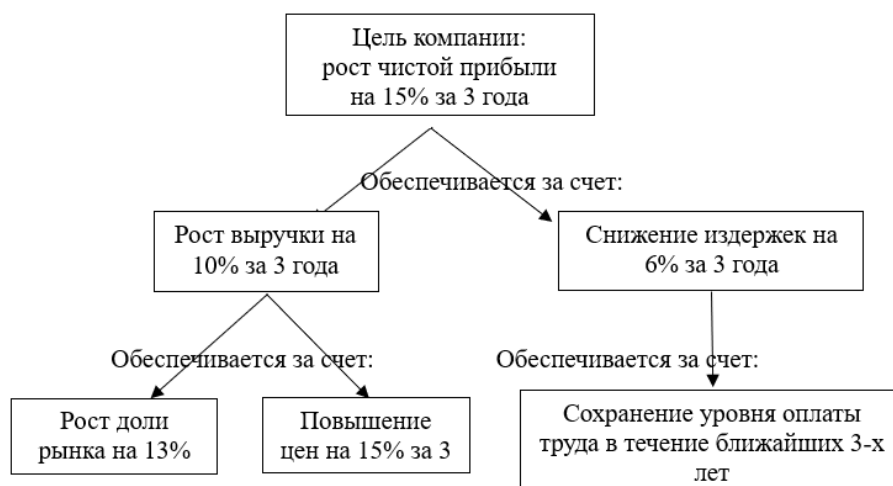 Цель компании:
рост чистой прибыли
на 15% за 3 года
Обеспечивается за счет:
Рост выручки на
10% за 3 года
Снижение издержек на
6% за 3 года
Обеспечивается за счет:
Обеспечивается за счет:
Рост доли
рынка на 13%
Повышение
цен на 15% за 3
Сохранение уровня оплаты
труда в течение ближайших 3-х
лет